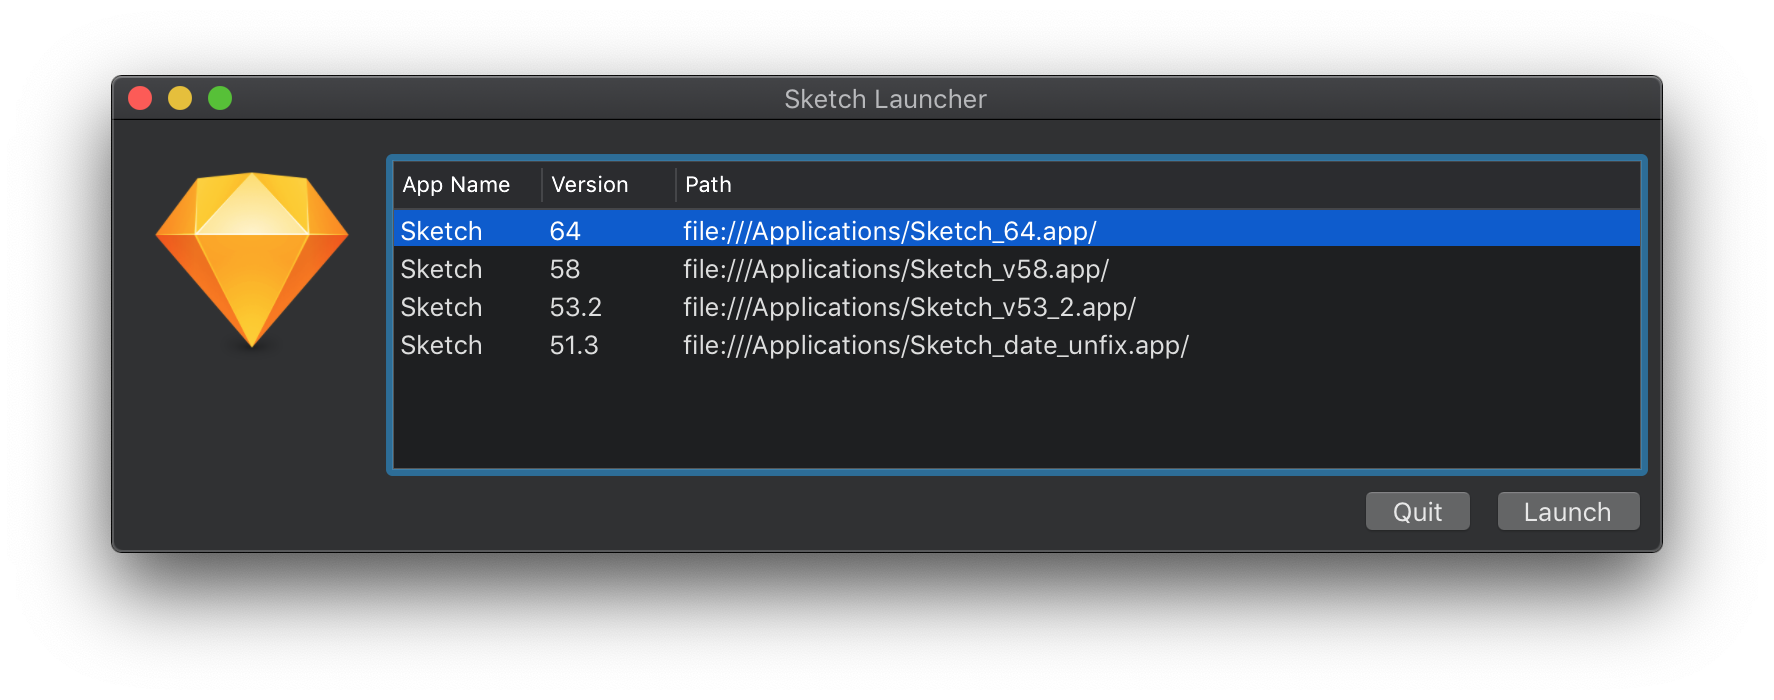 Sketch Launcher
App Name Version Path
Sketch 64 file:///Applications/Sketch_64.app/
Sketch 58 file:///Applications/Sketch_v58.app/
Sketch 53.2 file:///Applications/Sketch_v53_2.app/
Sketch 51.3 file:///Applications/Sketch_date_unfix.app/
Quit Launch